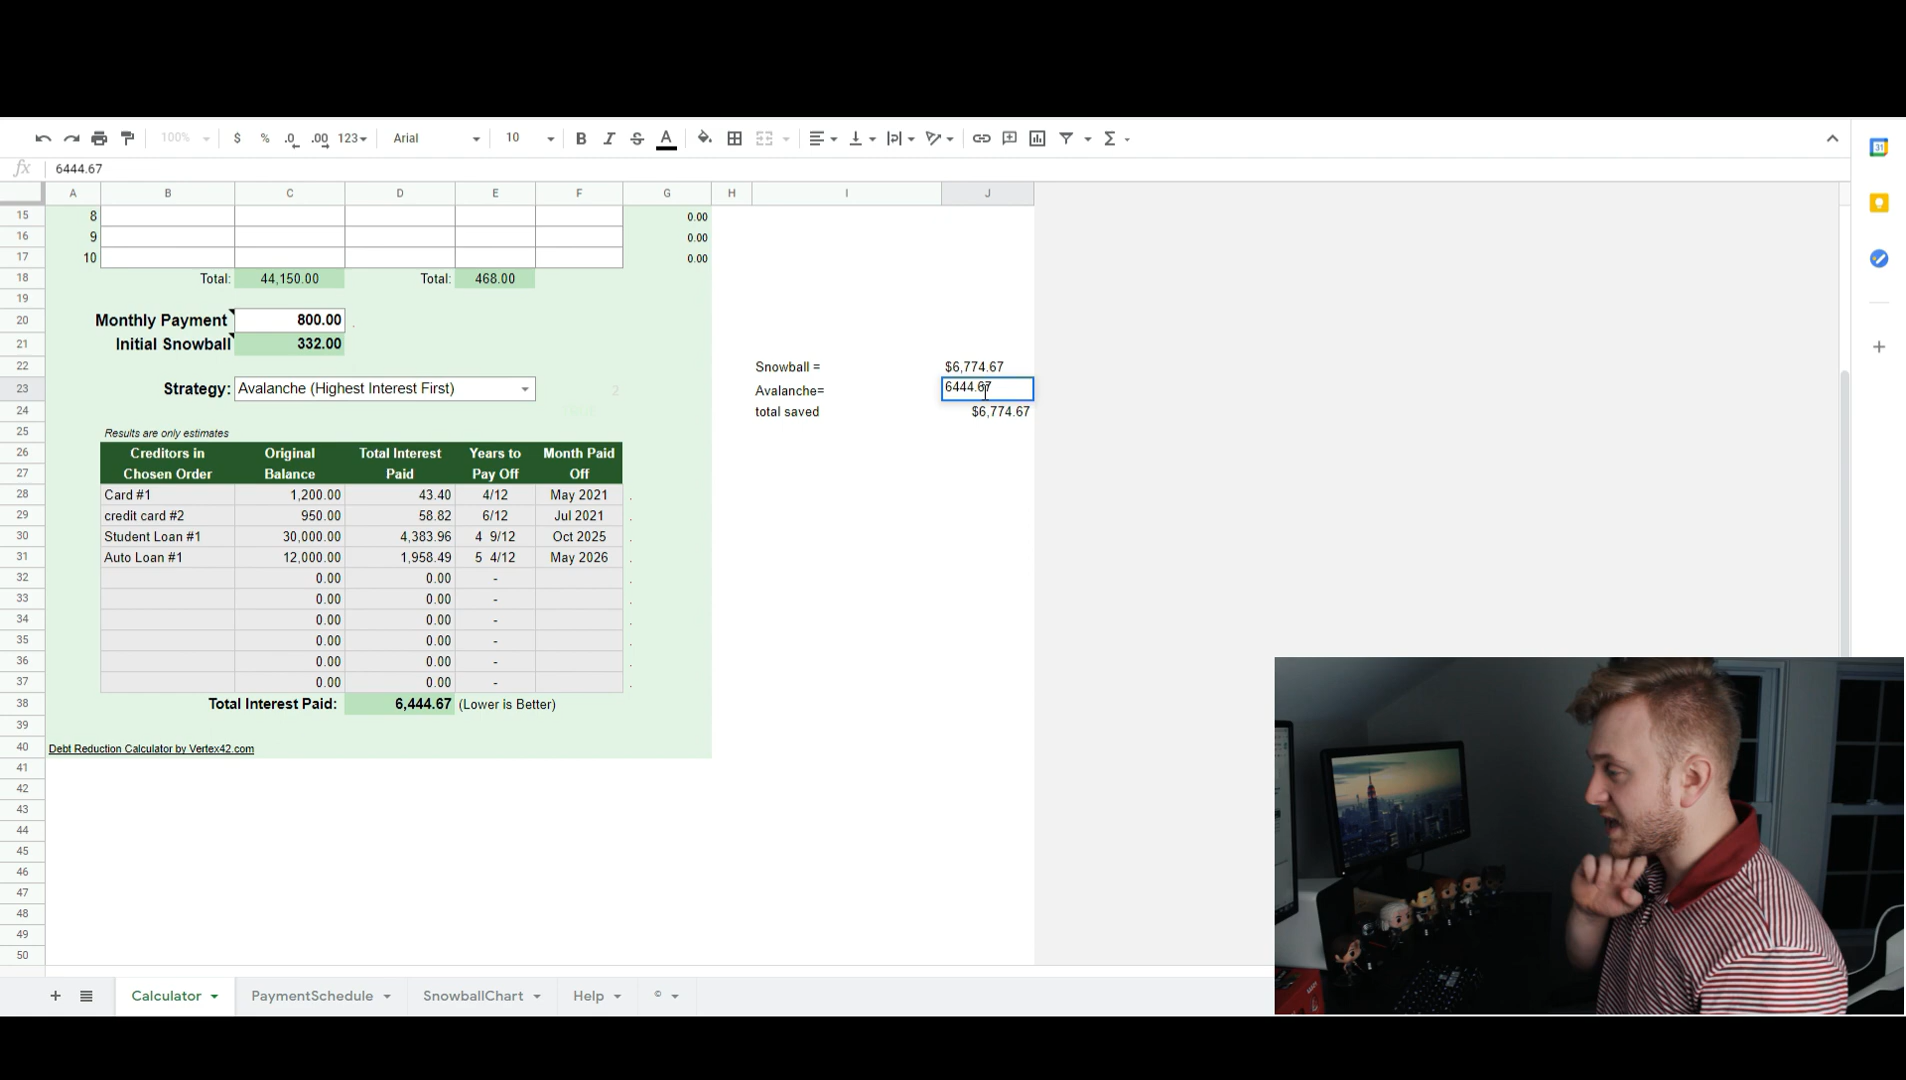 100% $ % .0 .00 123 Arial 10 B I S A Σ
fx 6444.67
A B C D E F G H I J
15 8 0.00
16 9 0.00
17 10 0.00
18 Total: 44,150.00 Total: 468.00
19
20 Monthly Payment 800.00 .
21 Initial Snowball 332.00
22 Snowball = $6,774.67
23 Strategy: Avalanche (Highest Interest First) 2 Avalanche= 6444.67
24 total saved $6,774.67
25 Results are only estimates
26 Creditors in Original Total Interest Years to Month Paid
27 Chosen Order Balance Paid Pay Off Off
28 Card #1 1,200.00 43.40 4/12 May 2021 .
29 credit card #2 950.00 58.82 6/12 Jul 2021 .
30 Student Loan #1 30,000.00 4,383.96 4 9/12 Oct 2025 .
31 Auto Loan #1 12,000.00 1,958.49 5 4/12 May 2026 .
32 0.00 0.00 - .
33 0.00 0.00 - .
34 0.00 0.00 - .
35 0.00 0.00 - .
36 0.00 0.00 - .
37 0.00 0.00 - .
38 Total Interest Paid: 6,444.67 (Lower is Better)
39
40 Debt Reduction Calculator by Vertex42.com
41
42
43
44
45
46
47
48
49
50
+ Calculator PaymentSchedule SnowballChart Help ©
31